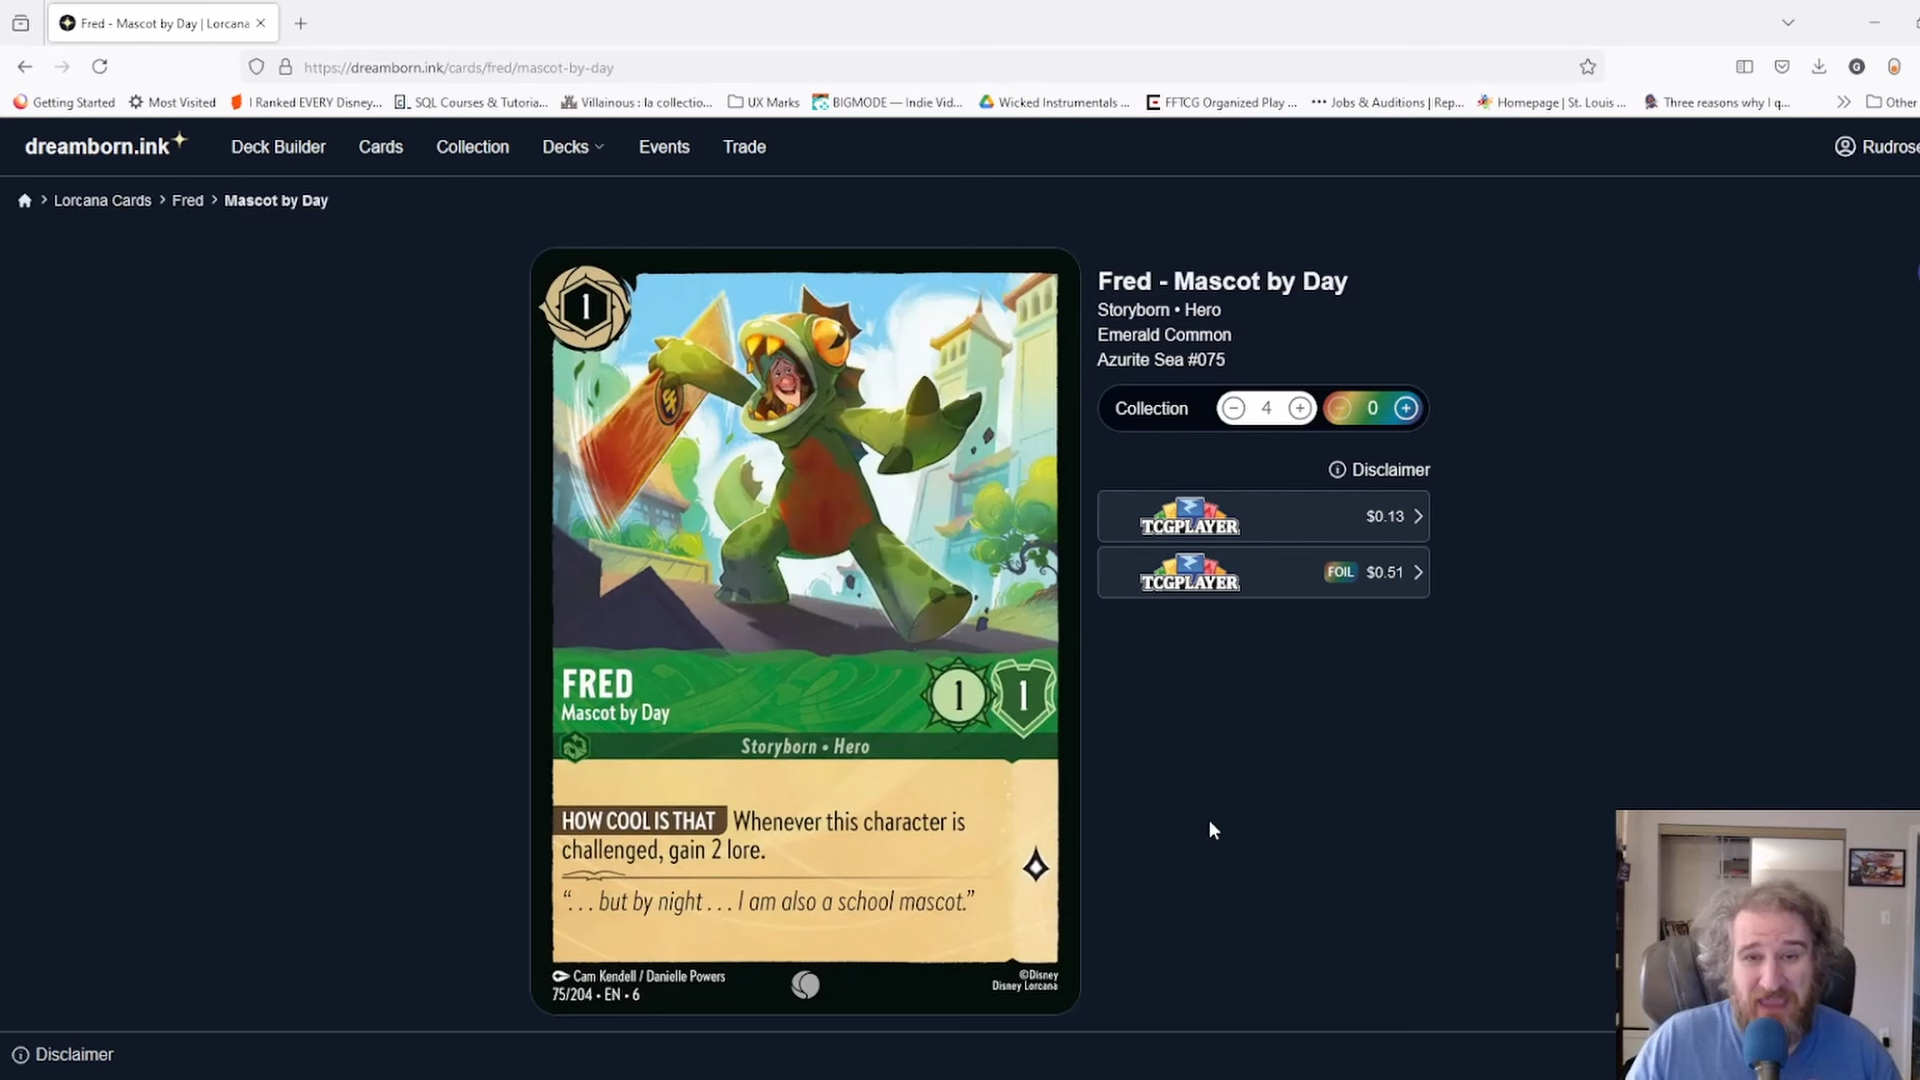 Fred - Mascot by Day | Lorcana
https://dreamborn.ink/cards/fred/mascot-by-day
Getting Started
Most Visited
I Ranked EVERY Disney...
SQL Courses & Tutoria...
Villainous : la collectio...
UX Marks
BIGMODE — Indie Vid...
Wicked Instrumentals ...
FFTCG Organized Play ...
Jobs & Auditions | Rep...
Homepage | St. Louis ...
Three reasons why I q...
Other
dreamborn.ink
Deck Builder
Cards
Collection
Decks
Events
Trade
Rudrose
Lorcana Cards > Fred > Mascot by Day
1
FRED
Mascot by Day
1
1
Storyborn • Hero
HOW COOL IS THAT Whenever this character is
challenged, gain 2 lore.
“. . . but by night . . . I am also a school mascot.”
Cam Kendell / Danielle Powers
75/204 • EN • 6
©Disney
Disney Lorcana
Fred - Mascot by Day
Storyborn • Hero
Emerald Common
Azurite Sea #075
Collection
4
0
Disclaimer
TCGPLAYER
$0.13
TCGPLAYER
FOIL $0.51
Disclaimer